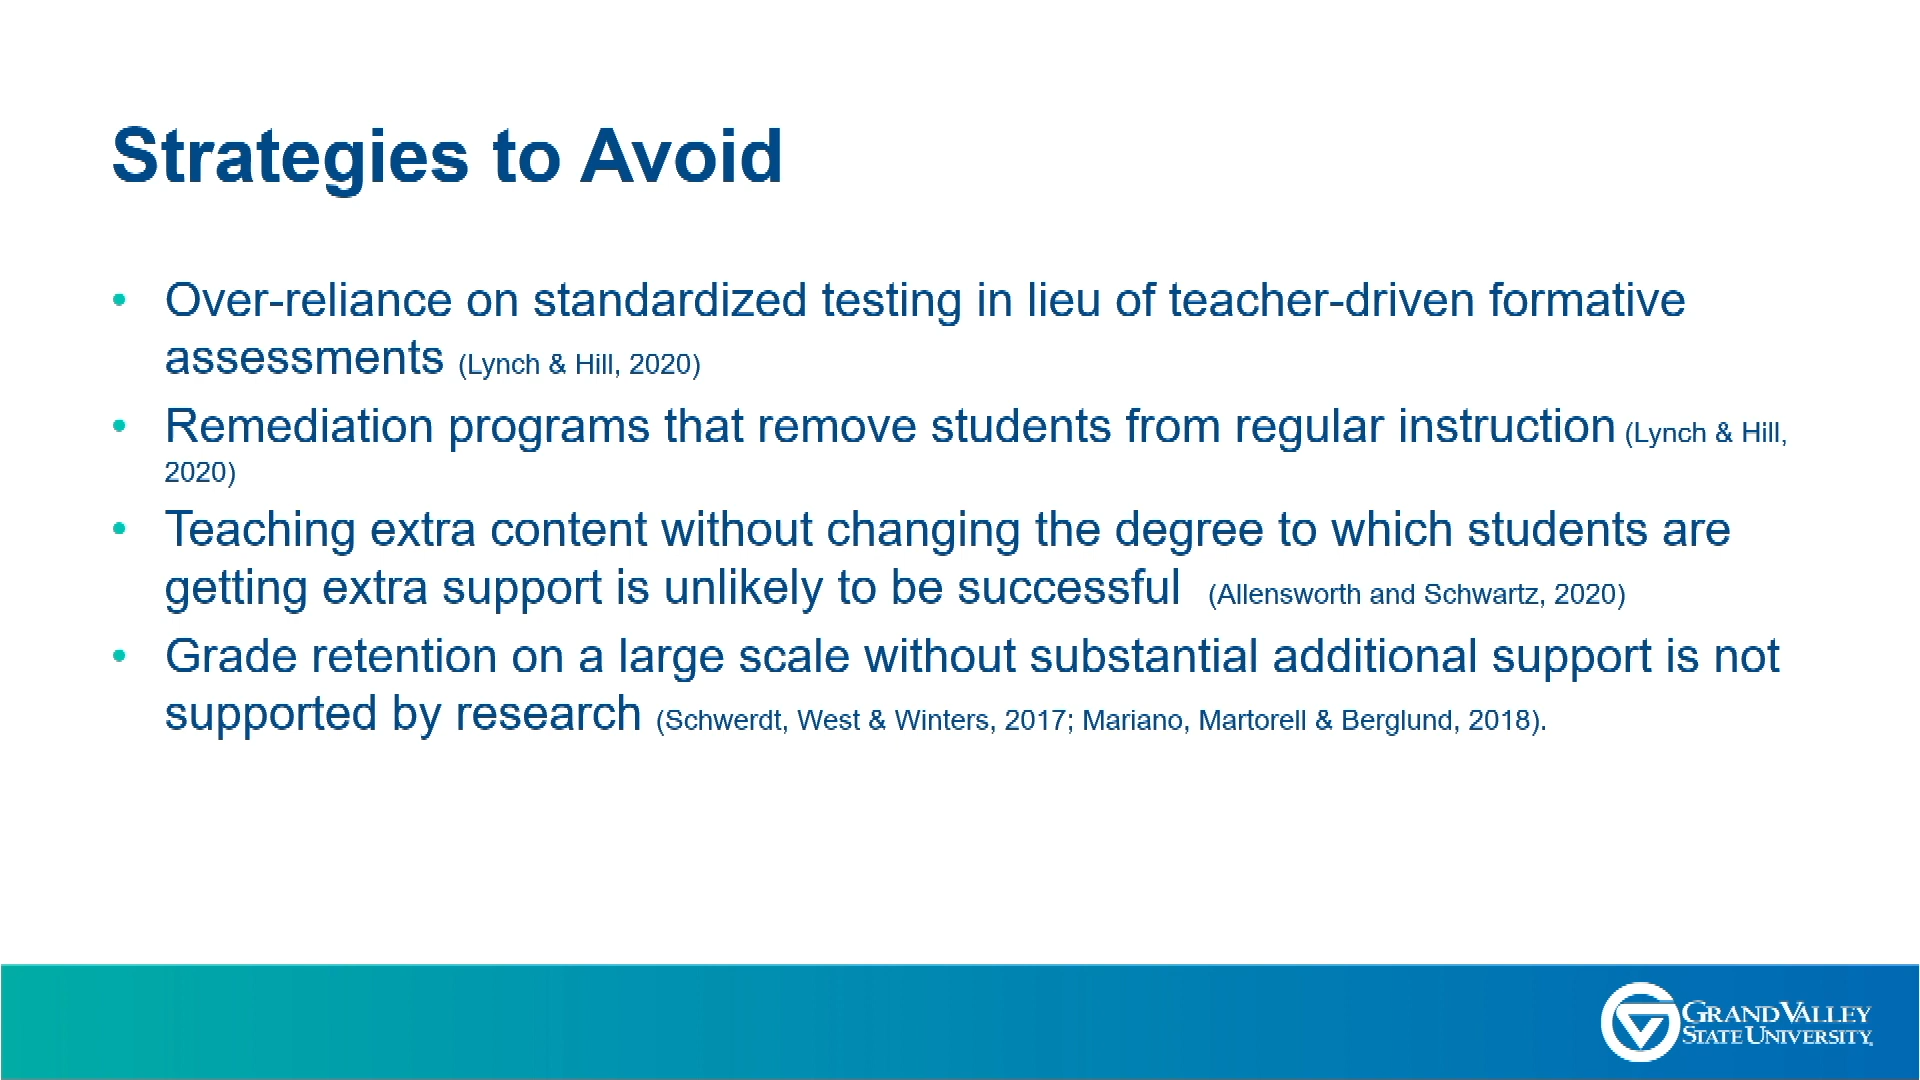 Strategies to Avoid
• Over-reliance on standardized testing in lieu of teacher-driven formative
assessments (Lynch & Hill, 2020)
• Remediation programs that remove students from regular instruction (Lynch & Hill,
2020)
• Teaching extra content without changing the degree to which students are
getting extra support is unlikely to be successful (Allensworth and Schwartz, 2020)
• Grade retention on a large scale without substantial additional support is not
supported by research (Schwerdt, West & Winters, 2017; Mariano, Martorell & Berglund, 2018).
GRAND VALLEY
STATE UNIVERSITY.